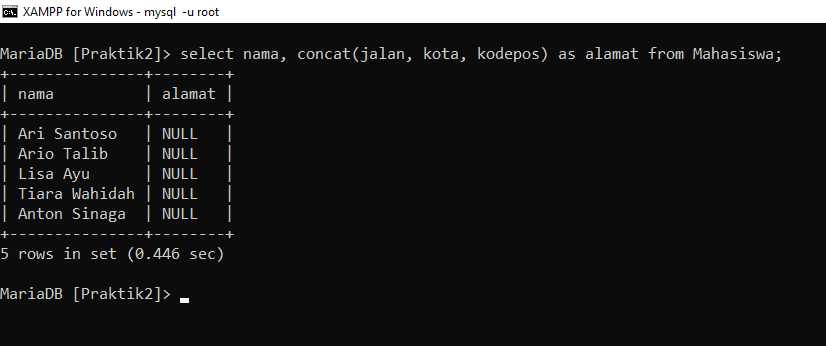 XAMPP for Windows - mysql  -u root
MariaDB [Praktik2]> select nama, concat(jalan, kota, kodepos) as alamat from Mahasiswa;
+---------------+--------+
| nama          | alamat |
+---------------+--------+
| Ari Santoso   | NULL   |
| Ario Talib    | NULL   |
| Lisa Ayu      | NULL   |
| Tiara Wahidah | NULL   |
| Anton Sinaga  | NULL   |
+---------------+--------+
5 rows in set (0.446 sec)
MariaDB [Praktik2]>